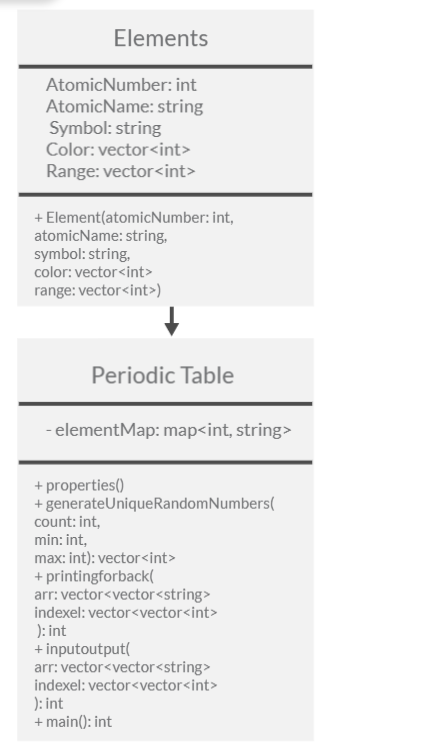 Elements
AtomicNumber: int
AtomicName: string
Symbol: string
Color: vector<int>
Range: vector<int>
+ Element(atomicNumber: int,
atomicName: string,
symbol: string,
color: vector<int>
range: vector<int>)
Periodic Table
- elementMap: map<int, string>
+ properties()
+ generateUniqueRandomNumbers(
count: int,
min: int,
max: int): vector<int>
+ printingforback(
arr: vector<vector<string>
indexel: vector<vector<int>
): int
+ inputoutput(
arr: vector<vector<string>
indexel: vector<vector<int>
): int
+ main(): int